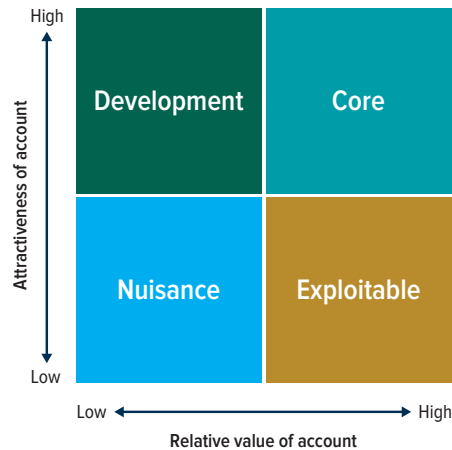 High
Attractiveness of account
Development
Core
Nuisance
Exploitable
Low
Low
High
Relative value of account